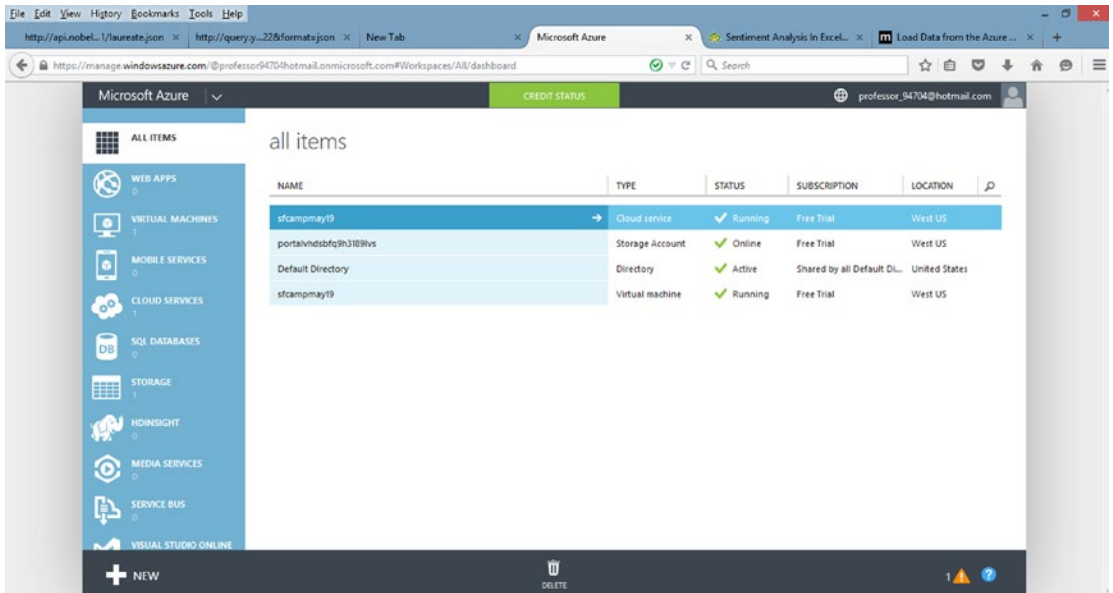 File Edit View History Bookmarks Tools Help
http://api.nobel...1/laureate.json × http://query.y...22&format=json × New Tab × Microsoft Azure × Sentiment Analysis In Excel... × m Load Data from the Azure ... × +
https://manage.windowsazure.com/@professor94704hotmail.onmicrosoft.com#Workspaces/All/dashboard Search
Microsoft Azure CREDIT STATUS professor_94704@hotmail.com
ALL ITEMS
WEB APPS
0
VIRTUAL MACHINES
1
MOBILE SERVICES
0
CLOUD SERVICES
1
DB
SQL DATABASES
0
STORAGE
1
HDINSIGHT
0
MEDIA SERVICES
0
SERVICE BUS
0
VISUAL STUDIO ONLINE
all items
NAME TYPE STATUS SUBSCRIPTION LOCATION
sfcampmay19 Cloud service Running Free Trial West US
portalvhdsbfq9h3189lvs Storage Account Online Free Trial West US
Default Directory Directory Active Shared by all Default Di... United States
sfcampmay19 Virtual machine Running Free Trial West US
NEW DELETE 1 ?